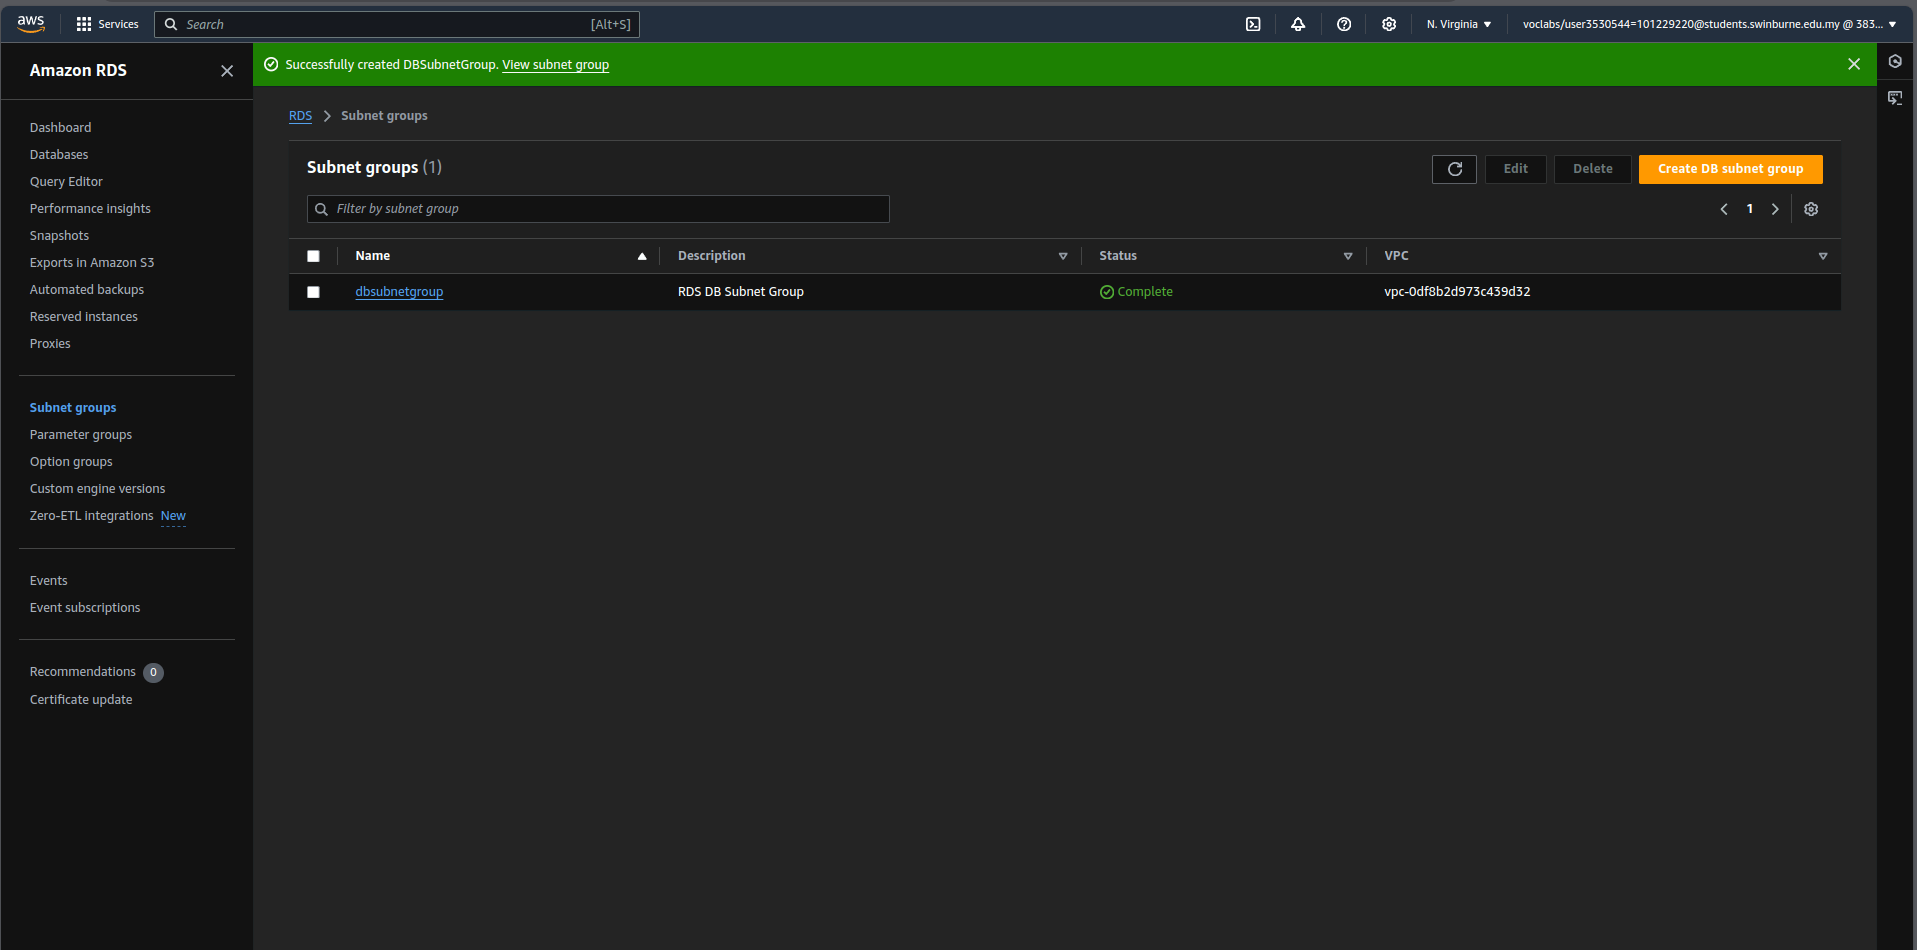 aws Services Search [Alt+S] N. Virginia voclabs/user3530544=101229220@students.swinburne.edu.my @ 383...
Amazon RDS
Successfully created DBSubnetGroup. View subnet group
Dashboard
Databases
Query Editor
Performance insights
Snapshots
Exports in Amazon S3
Automated backups
Reserved instances
Proxies
Subnet groups
Parameter groups
Option groups
Custom engine versions
Zero-ETL integrations New
Events
Event subscriptions
Recommendations 0
Certificate update
RDS > Subnet groups
Subnet groups (1)
Edit Delete Create DB subnet group
Filter by subnet group
1
Name Description Status VPC
dbsubnetgroup RDS DB Subnet Group Complete vpc-0df8b2d973c439d32